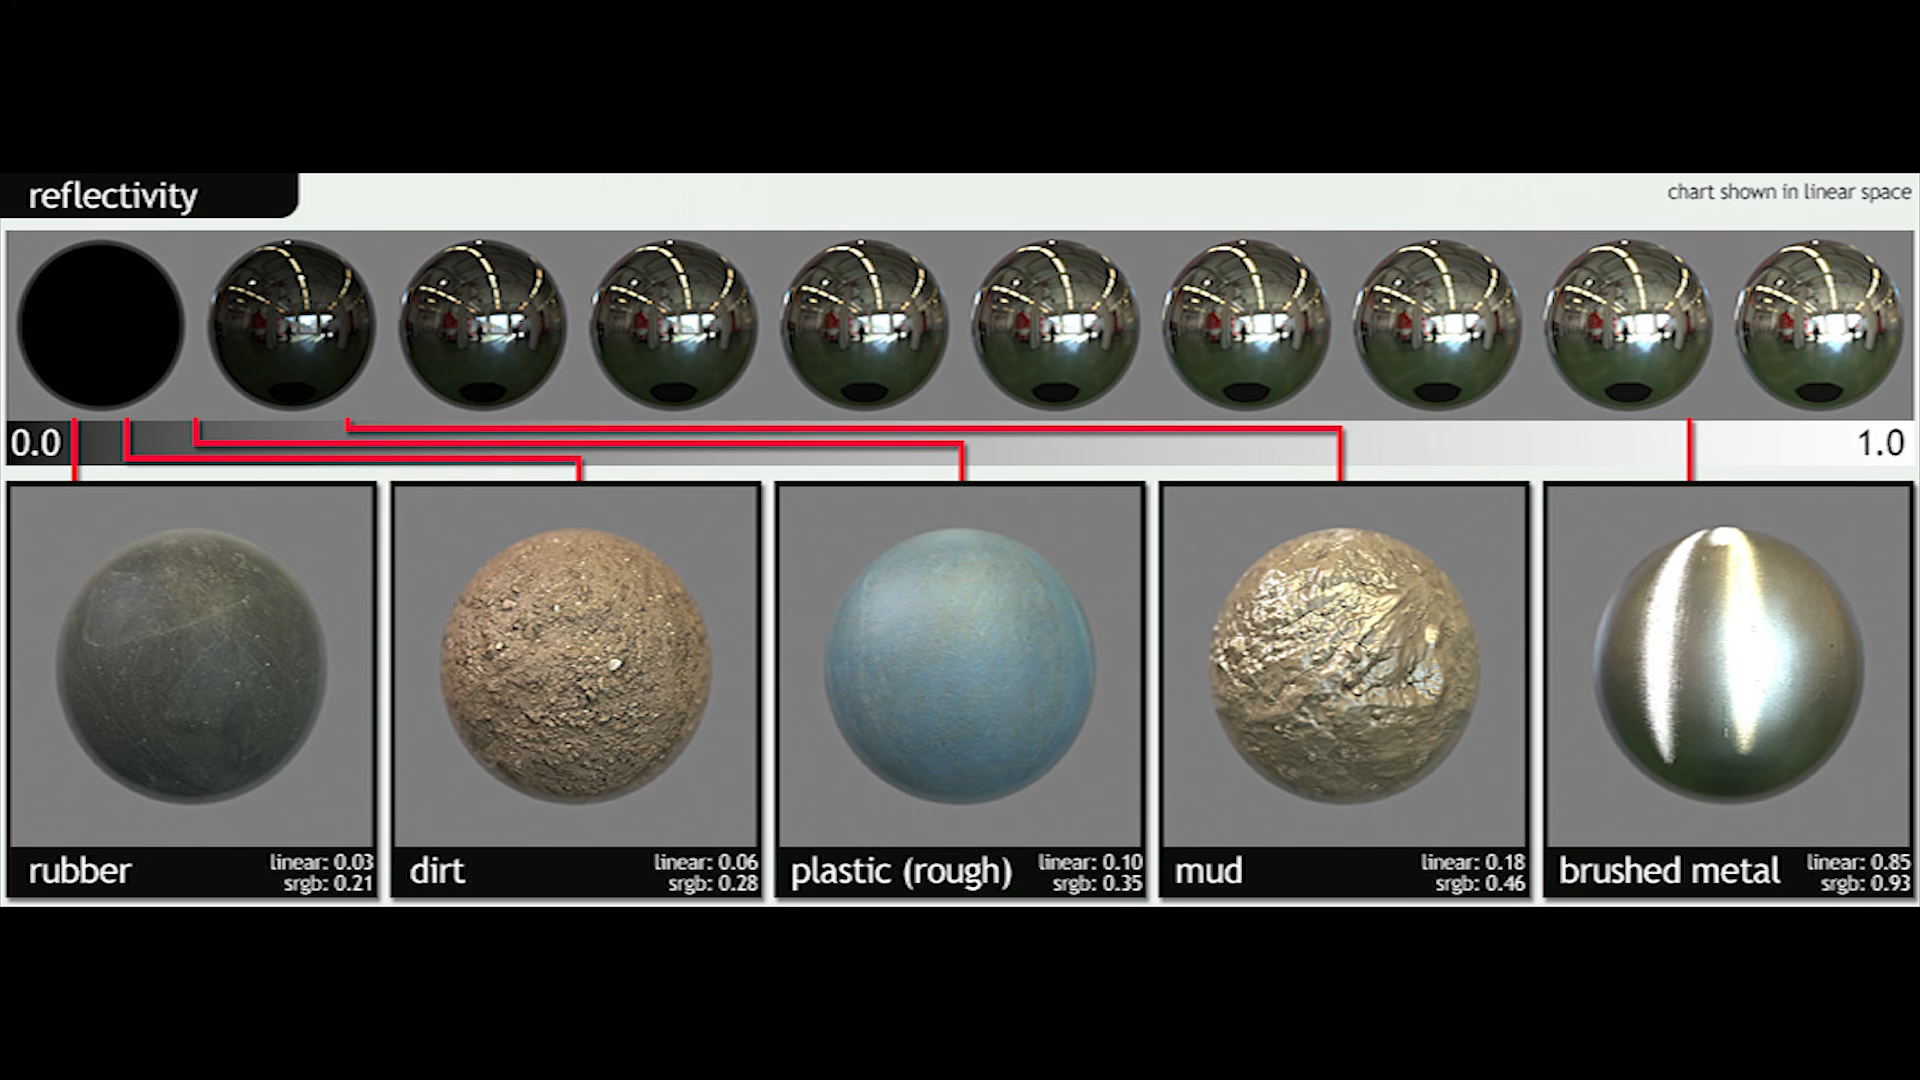 reflectivity
chart shown in linear space
0.0
1.0
rubber
linear: 0.03
srgb: 0.21
dirt
linear: 0.06
srgb: 0.28
plastic (rough)
linear: 0.10
srgb: 0.35
mud
linear: 0.18
srgb: 0.46
brushed metal
linear: 0.85
srgb: 0.93